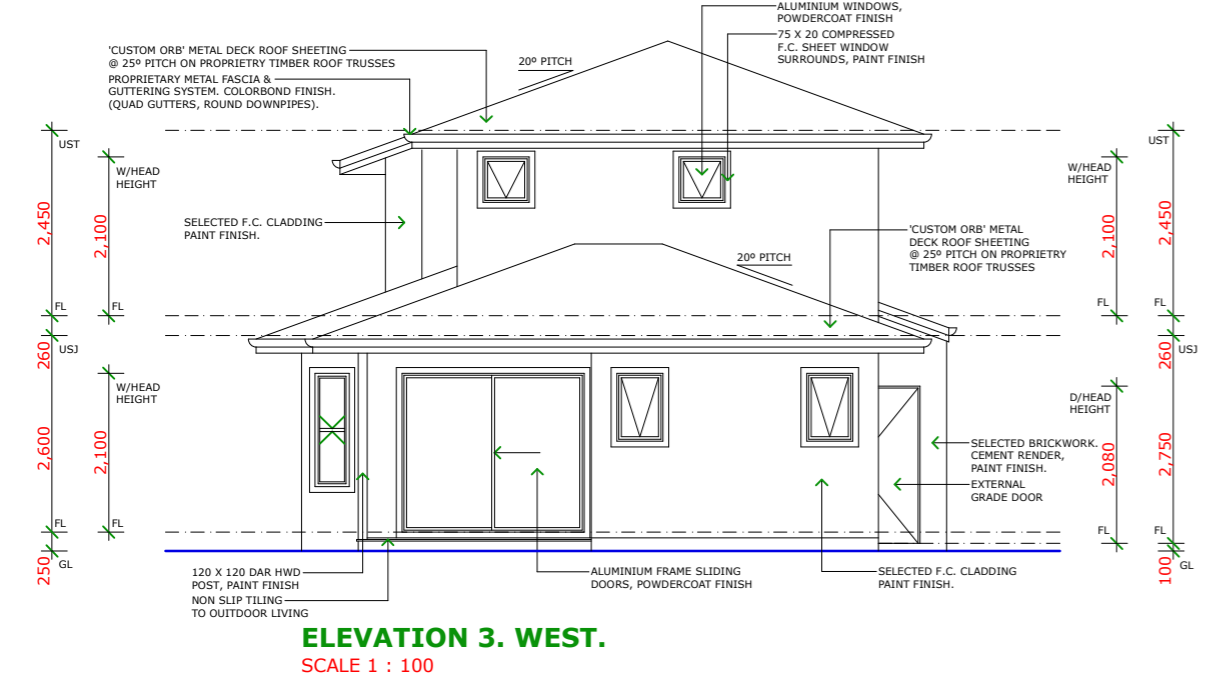 ALUMINIUM WINDOWS,
POWDERCOAT FINISH
75 X 20 COMPRESSED
F.C. SHEET WINDOW
SURROUNDS, PAINT FINISH
'CUSTOM ORB' METAL DECK ROOF SHEETING
@ 25º PITCH ON PROPRIETRY TIMBER ROOF TRUSSES
PROPRIETARY METAL FASCIA &
GUTTERING SYSTEM. COLORBOND FINISH.
(QUAD GUTTERS, ROUND DOWNPIPES).
20º PITCH
UST
W/HEAD
HEIGHT
2,450
2,100
SELECTED F.C. CLADDING
PAINT FINISH.
UST
W/HEAD
HEIGHT
2,100
2,450
'CUSTOM ORB' METAL
DECK ROOF SHEETING
@ 25º PITCH ON PROPRIETRY
TIMBER ROOF TRUSSES
20º PITCH
FL
FL
FL
FL
260
USJ
W/HEAD
HEIGHT
2,600
2,100
260
USJ
D/HEAD
HEIGHT
2,080
2,750
SELECTED BRICKWORK.
CEMENT RENDER,
PAINT FINISH.
EXTERNAL
GRADE DOOR
FL
FL
FL
FL
250
GL
100
GL
120 X 120 DAR HWD
POST, PAINT FINISH
NON SLIP TILING
TO OUITDOOR LIVING
ALUMINIUM FRAME SLIDING
DOORS, POWDERCOAT FINISH
SELECTED F.C. CLADDING
PAINT FINISH.
ELEVATION 3. WEST.
SCALE 1 : 100